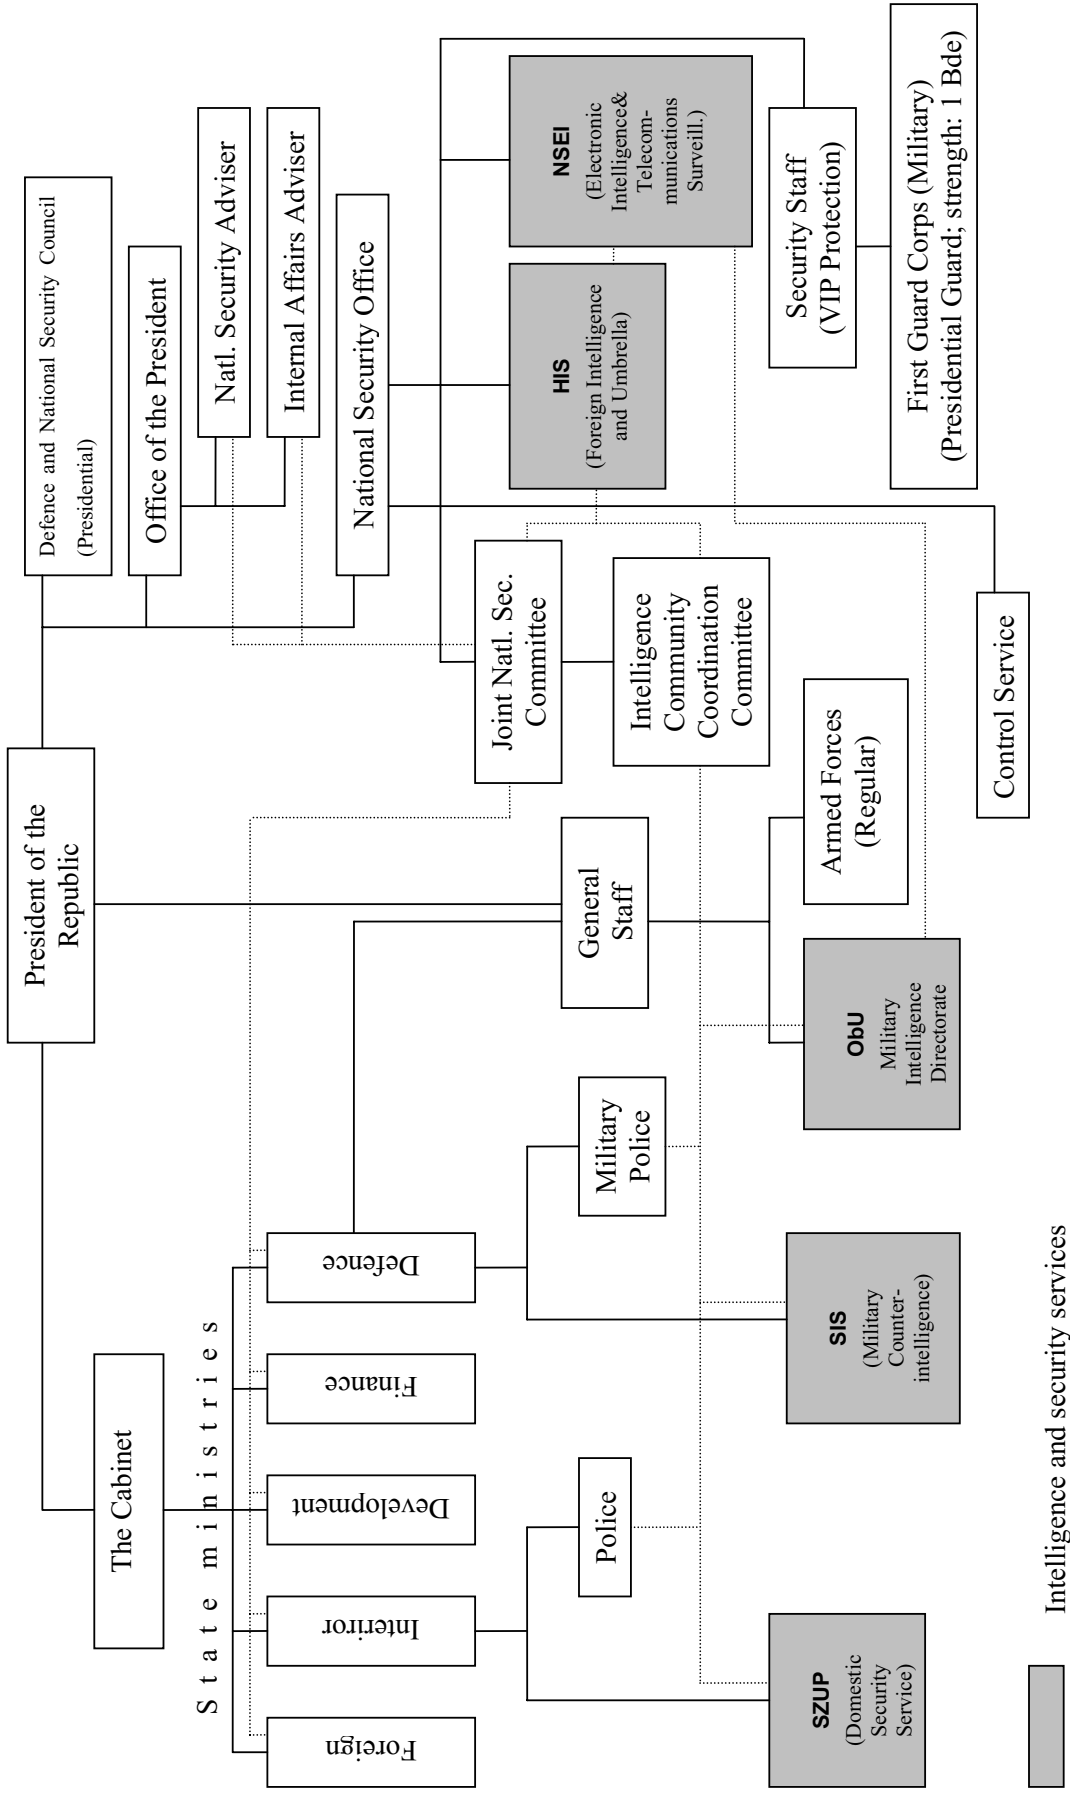 President of the
Republic
Defence and National Security Council
(Presidential)
Office of the President
Natl. Security Adviser
Internal Affairs Adviser
National Security Office
The Cabinet
State ministries
Foreign
Interiror
Development
Finance
Defence
General
Staff
Joint Natl. Sec.
Committee
Intelligence
Community
Coordination
Committee
HIS
(Foreign Intelligence
and Umbrella)
NSEI
(Electronic
Intelligence&
Telecom-
munications
Surveill.)
Police
Military
Police
SZUP
(Domestic
Security
Service)
SIS
(Military
Counter-
intelligence)
ObU
Military
Intelligence
Directorate
Armed Forces
(Regular)
Security Staff
(VIP Protection)
First Guard Corps (Military)
(Presidential Guard; strength: 1 Bde)
Control Service
Intelligence and security services